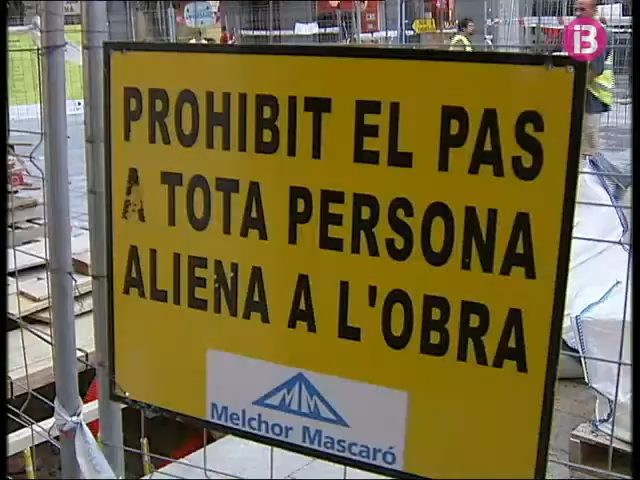 PROHIBIT EL PAS
A TOTA PERSONA
ALIENA A L'OBRA
Melchor Mascaró